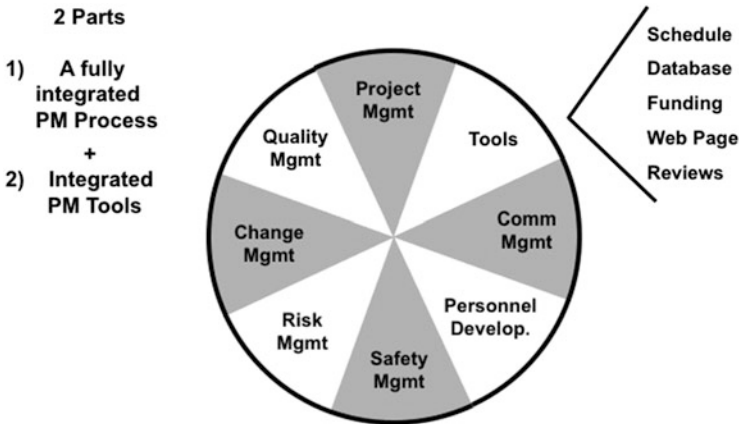 2 Parts
1) A fully
integrated
PM Process
+
2) Integrated
PM Tools
Project
Mgmt
Tools
Comm
Mgmt
Personnel
Develop.
Safety
Mgmt
Risk
Mgmt
Change
Mgmt
Quality
Mgmt
Schedule
Database
Funding
Web Page
Reviews